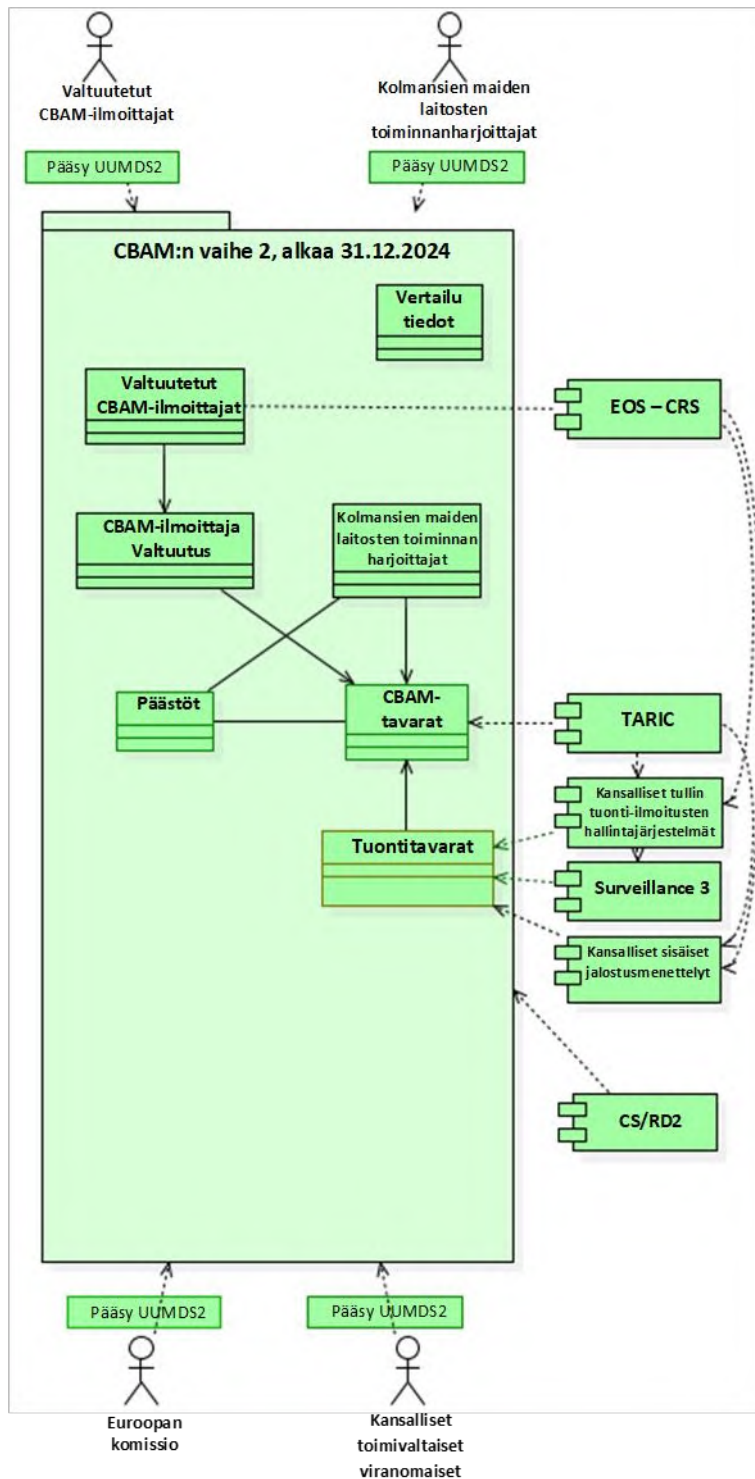 Valtuutetut
CBAM-ilmoittajat
Kolmansien maiden
laitosten
toiminnanharjoittajat
Pääsy UUMDS2
Pääsy UUMDS2
CBAM:n vaihe 2, alkaa 31.12.2024
Vertailu
tiedot
Valtuutetut
CBAM-ilmoittajat
EOS – CRS
CBAM-ilmoittaja
Valtuutus
Kolmansien maiden
laitosten toiminnan
harjoittajat
Päästöt
CBAM-
tavarat
TARIC
Kansalliset tullin
tuonti-ilmoitusten
hallintajärjestelmät
Tuontitavarat
Surveillance 3
Kansalliset sisäiset
jalostusmenettelyt
CS/RD2
Pääsy UUMDS2
Pääsy UUMDS2
Euroopan
komissio
Kansalliset
toimivaltaiset
viranomaiset